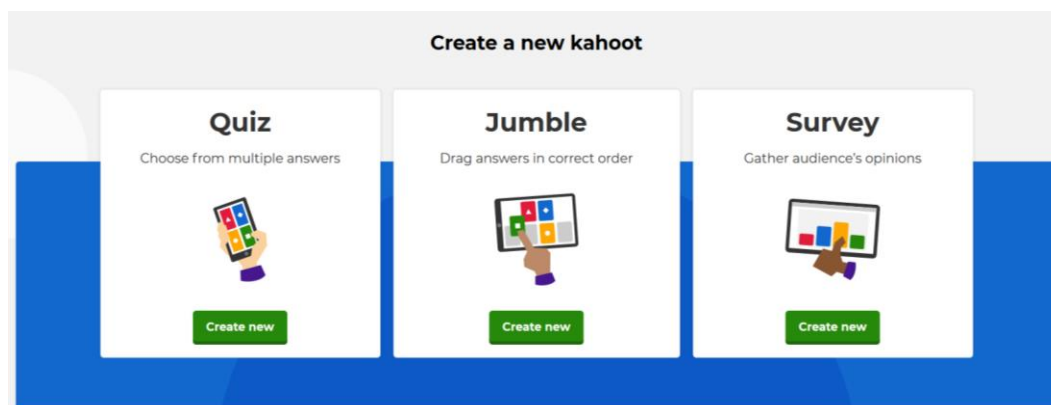 Create a new kahoot
Quiz
Choose from multiple answers
Create new
Jumble
Drag answers in correct order
Create new
Survey
Gather audience's opinions
Create new